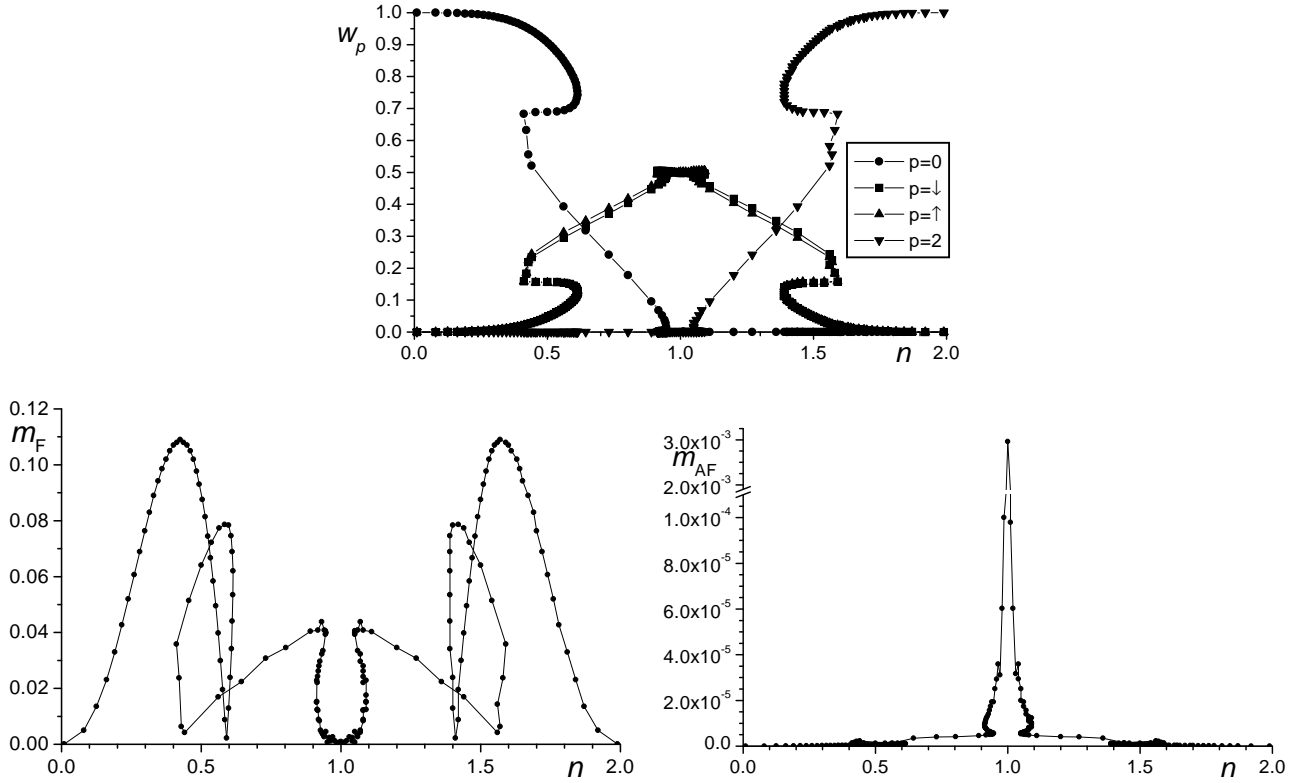 w_p
1.0
0.9
0.8
0.7
0.6
0.5
0.4
0.3
0.2
0.1
0.0
0.0 0.5 1.0 1.5 2.0
n
p=0
p=↓
p=↑
p=2
m_F
0.12
0.10
0.08
0.06
0.04
0.02
0.00
0.0 0.5 1.0 1.5 2.0
n
m_AF
3.0x10^-3
2.0x10^-3
1.0x10^-4
8.0x10^-5
6.0x10^-5
4.0x10^-5
2.0x10^-5
0.0
0.0 0.5 1.0 1.5 2.0
n